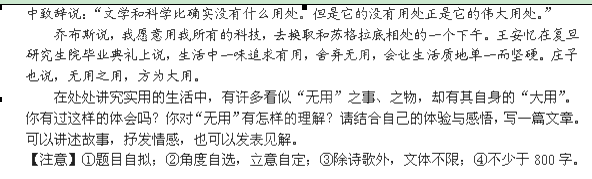 中致辞说：“文学和科学比确实没有什么用处。但是它的没有用处正是它的伟大用处。”
乔布斯说，我愿意用我所有的科技，去换取和苏格拉底相处的一个下午。王安忆在复旦
研究生院毕业典礼上说，生活中一味追求有用，舍弃无用，会让生活质地单一而坚硬。庄子
也说，无用之用，方为大用。
在处处讲究实用的生活中，有许多看似“无用”之事、之物，却有其自身的“大用”。
你有过这样的体会吗？你对“无用”有怎样的理解？请结合自己的体验与感悟，写一篇文章。
可以讲述故事，抒发情感，也可以发表见解。
【注意】①题目自拟；②角度自选，立意自定；③除诗歌外，文体不限；④不少于 800 字。